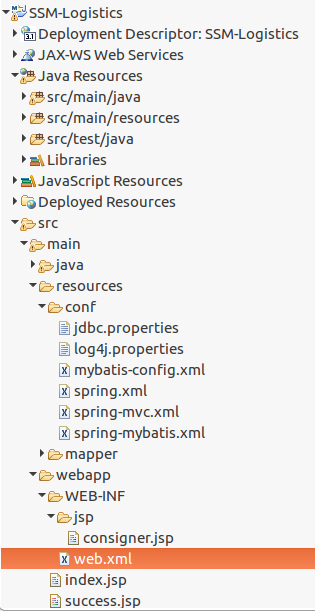 SSM-Logistics
Deployment Descriptor: SSM-Logistics
JAX-WS Web Services
Java Resources
src/main/java
src/main/resources
src/test/java
Libraries
JavaScript Resources
Deployed Resources
src
main
java
resources
conf
jdbc.properties
log4j.properties
mybatis-config.xml
spring.xml
spring-mvc.xml
spring-mybatis.xml
mapper
webapp
WEB-INF
jsp
consigner.jsp
web.xml
index.jsp
success.jsp